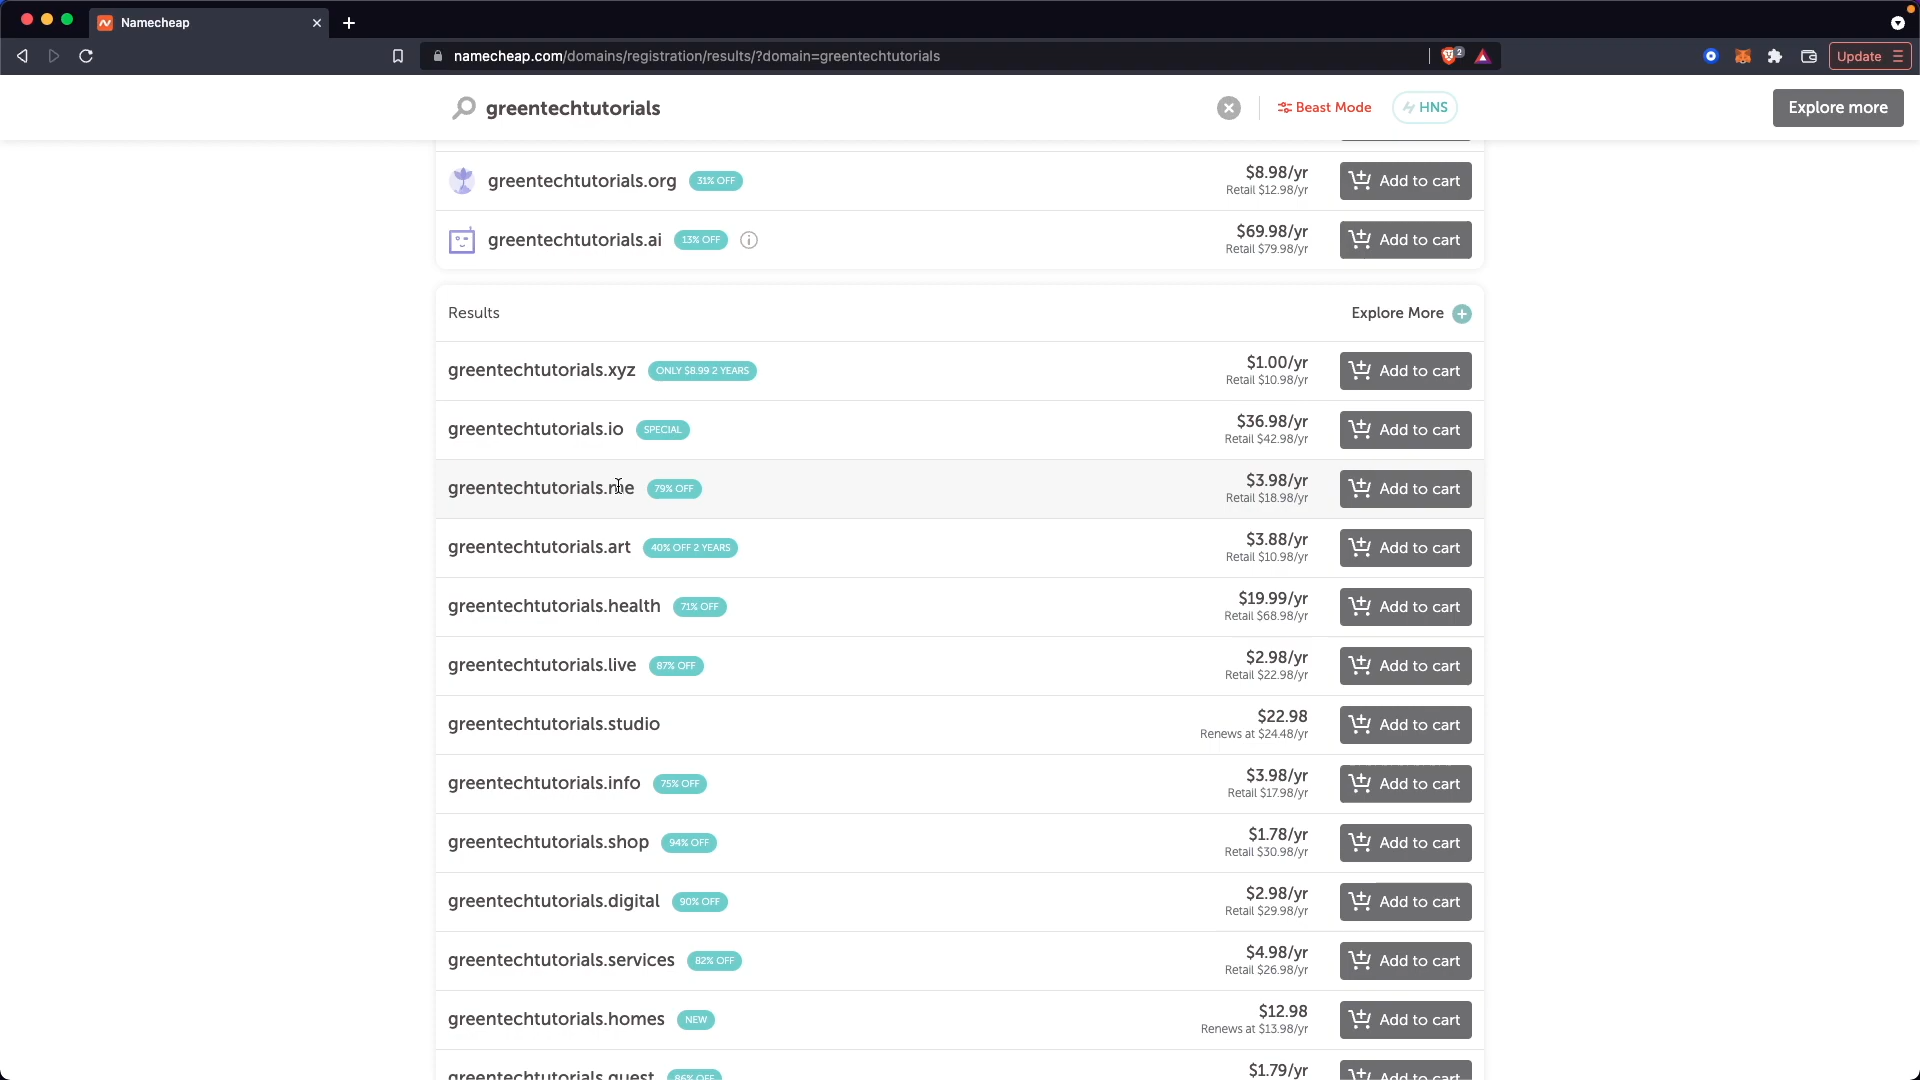 Namecheap
namecheap.com/domains/registration/results/?domain=greentechtutorials
2
Update
greentechtutorials
Beast Mode
HNS
Explore more
greentechtutorials.org 31% OFF $8.98/yr Add to cart
Retail $12.98/yr
greentechtutorials.ai 13% OFF $69.98/yr Add to cart
Retail $79.98/yr
Results Explore More
greentechtutorials.xyz ONLY $8.99 2 YEARS $1.00/yr Add to cart
Retail $10.98/yr
greentechtutorials.io SPECIAL $36.98/yr Add to cart
Retail $42.98/yr
greentechtutorials.me 79% OFF $3.98/yr Add to cart
Retail $18.98/yr
greentechtutorials.art 40% OFF 2 YEARS $3.88/yr Add to cart
Retail $10.98/yr
greentechtutorials.health 71% OFF $19.99/yr Add to cart
Retail $68.98/yr
greentechtutorials.live 87% OFF $2.98/yr Add to cart
Retail $22.98/yr
greentechtutorials.studio $22.98 Add to cart
Renews at $24.48/yr
greentechtutorials.info 75% OFF $3.98/yr Add to cart
Retail $17.98/yr
greentechtutorials.shop 94% OFF $1.78/yr Add to cart
Retail $30.98/yr
greentechtutorials.digital 90% OFF $2.98/yr Add to cart
Retail $29.98/yr
greentechtutorials.services 82% OFF $4.98/yr Add to cart
Retail $26.98/yr
greentechtutorials.homes NEW $12.98 Add to cart
Renews at $13.98/yr
greentechtutorials.guest 86% OFF $1.79/yr Add to cart